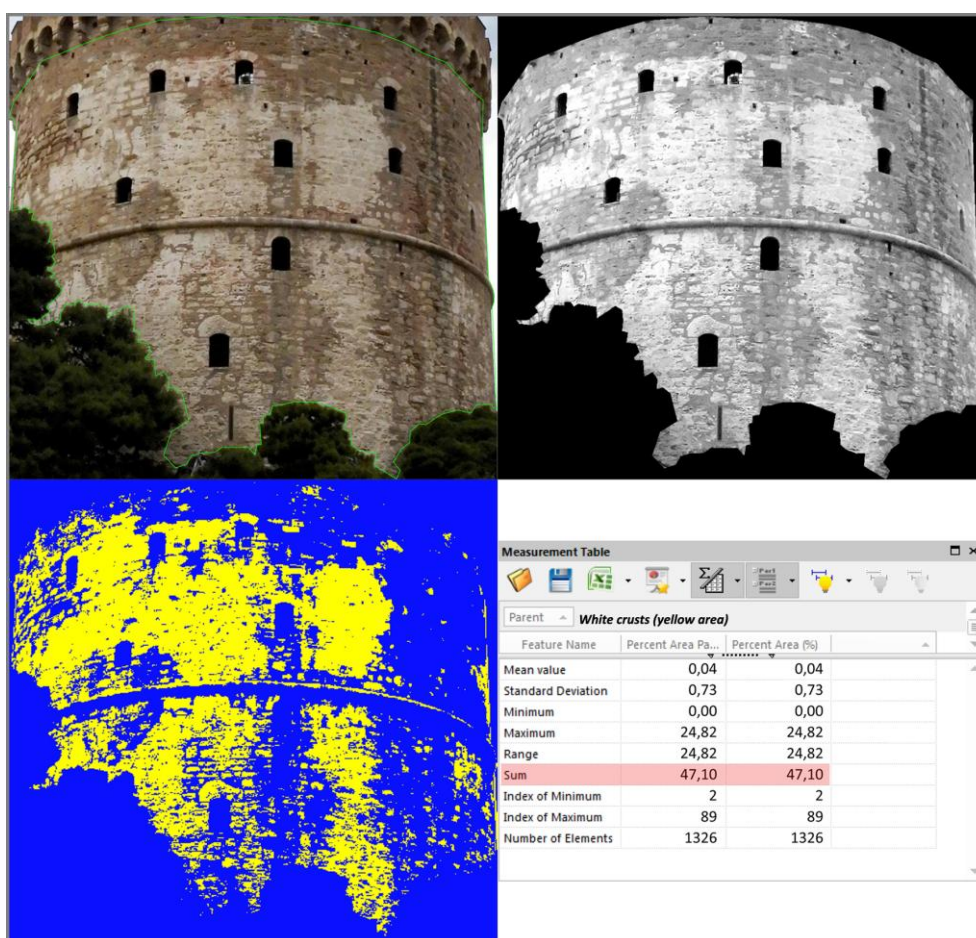 Measurement Table
Parent White crusts (yellow area)
Feature Name Percent Area Pa... Percent Area (%)
Mean value 0,04 0,04
Standard Deviation 0,73 0,73
Minimum 0,00 0,00
Maximum 24,82 24,82
Range 24,82 24,82
Sum 47,10 47,10
Index of Minimum 2 2
Index of Maximum 89 89
Number of Elements 1326 1326